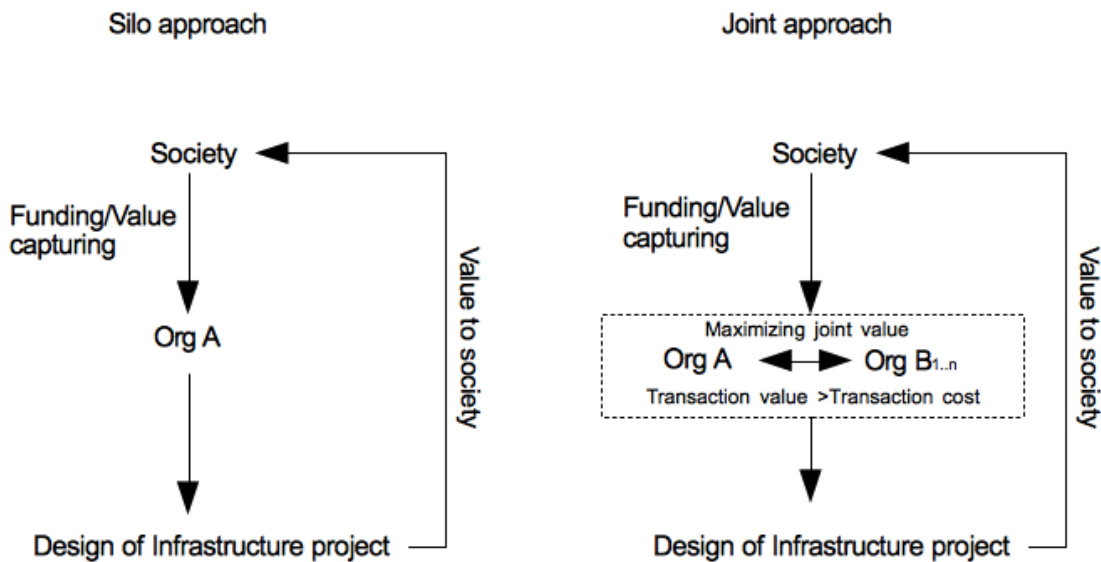 Silo approach
Society
Funding/Value
capturing
Org A
Design of Infrastructure project
Value to society
Joint approach
Society
Funding/Value
capturing
Maximizing joint value
Org A
Org B1..n
Transaction value >Transaction cost
Design of Infrastructure project
Value to society